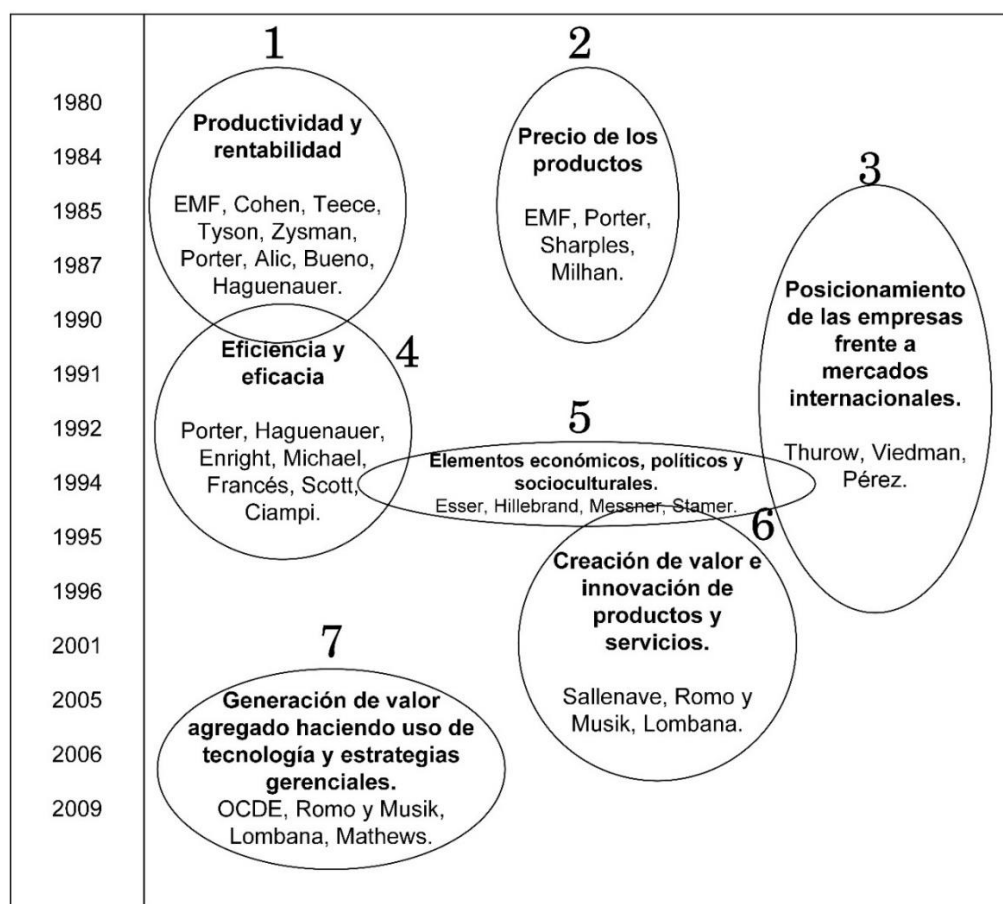 1980
1984
1985
1987
1990
1991
1992
1994
1995
1996
2001
2005
2006
2009
1
Productividad y
rentabilidad
EMF, Cohen, Teece,
Tyson, Zysman,
Porter, Alic, Bueno,
Haguenauer.
2
Precio de los
productos
EMF, Porter,
Sharples,
Milhan.
3
Posicionamiento
de las empresas
frente a
mercados
internacionales.
Thurow, Viedman,
Pérez.
4
Eficiencia y
eficacia
Porter, Haguenauer,
Enright, Michael,
Francés, Scott,
Ciampi.
5
Elementos económicos, políticos y
socioculturales.
Esser, Hillebrand, Messner, Stamer.
6
Creación de valor e
innovación de
productos y
servicios.
Sallenave, Romo y
Musik, Lombana.
7
Generación de valor
agregado haciendo uso de
tecnología y estrategias
gerenciales.
OCDE, Romo y Musik,
Lombana, Mathews.